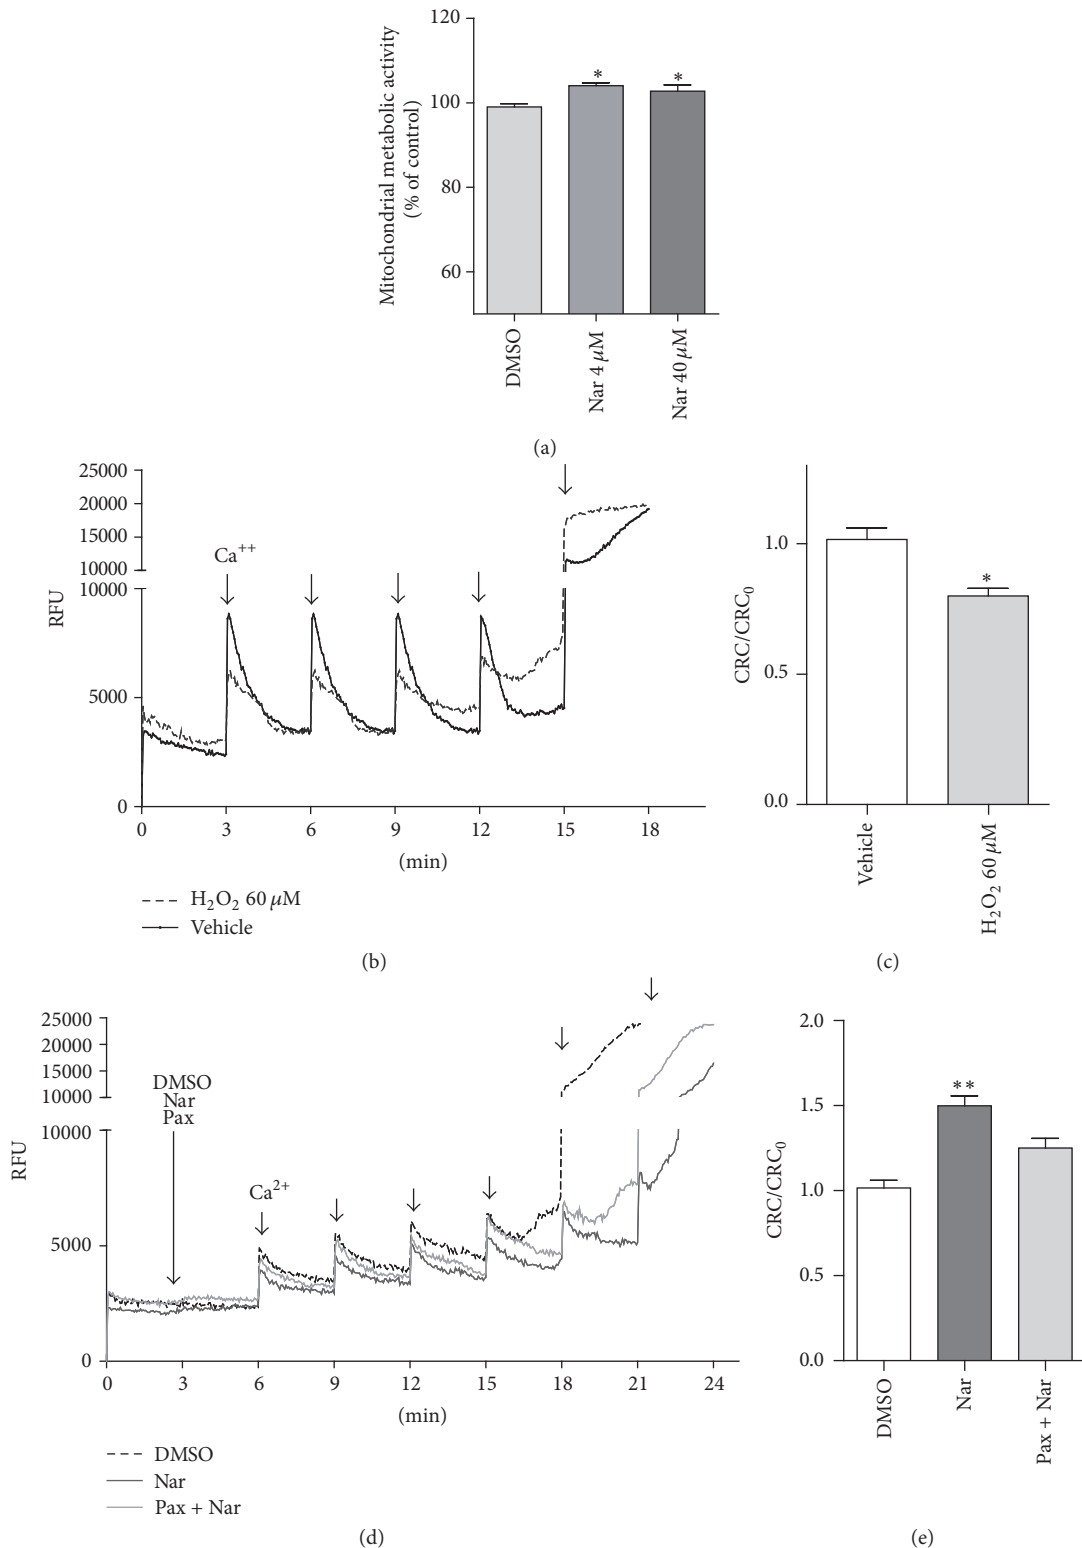 120
100
80
60
Mitochondrial metabolic activity
(% of control)
*
*
DMSO
Nar 4 μM
Nar 40 μM
(a)
25000
20000
15000
10000
10000
5000
0
RFU
Ca⁺⁺
0 3 6 9 12 15 18
(min)
H₂O₂ 60 μM
Vehicle
(b)
1.0
0.5
0.0
CRC/CRC₀
*
Vehicle
H₂O₂ 60 μM
(c)
25000
20000
15000
10000
10000
5000
0
RFU
DMSO
Nar
Pax
Ca²⁺
0 3 6 9 12 15 18 21 24
(min)
DMSO
Nar
Pax + Nar
(d)
2.0
1.5
1.0
0.5
0.0
CRC/CRC₀
**
DMSO
Nar
Pax + Nar
(e)